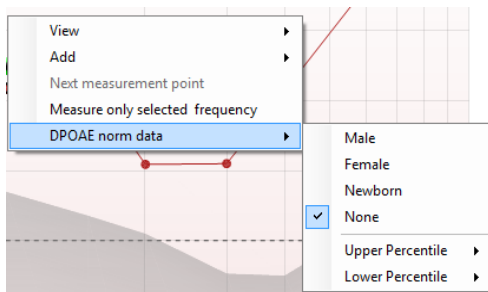 View
Add
Next measurement point
Measure only selected frequency
DPOAE norm data
Male
Female
Newborn
None
Upper Percentile
Lower Percentile